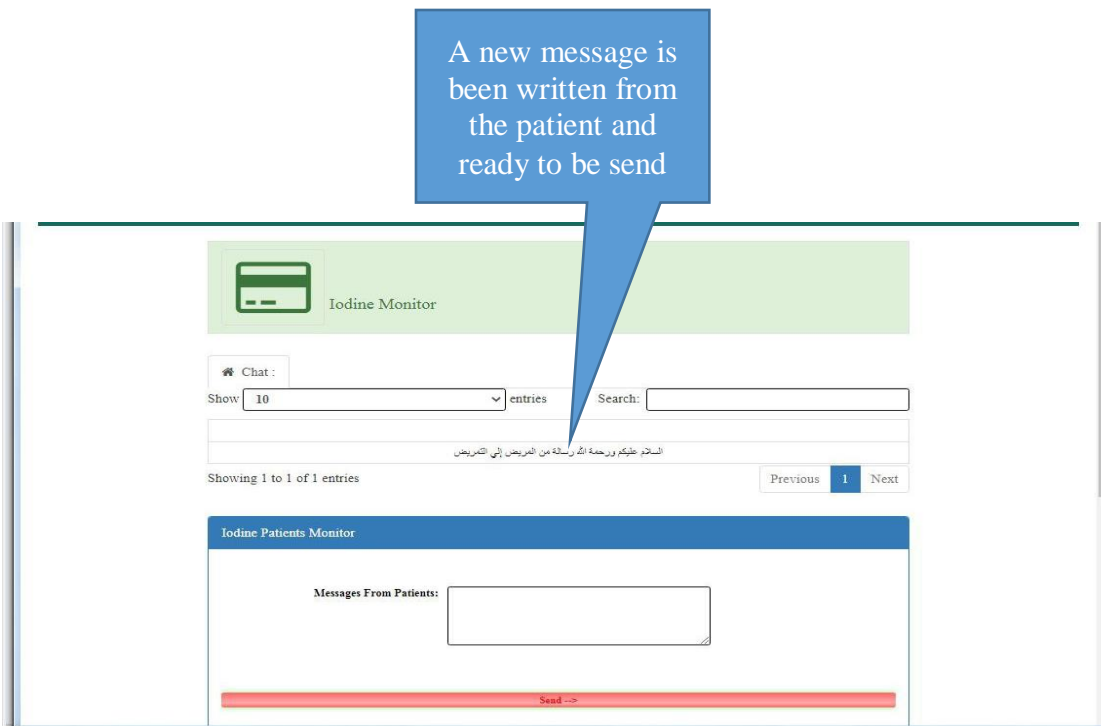 A new message is
been written from
the patient and
ready to be send
Iodine Monitor
Chat :
Show 10 entries Search:
السلام عليكم ورحمة الله رسالة من المريض إلي التمريض
Showing 1 to 1 of 1 entries Previous 1 Next
Iodine Patients Monitor
Messages From Patients:
Send -->